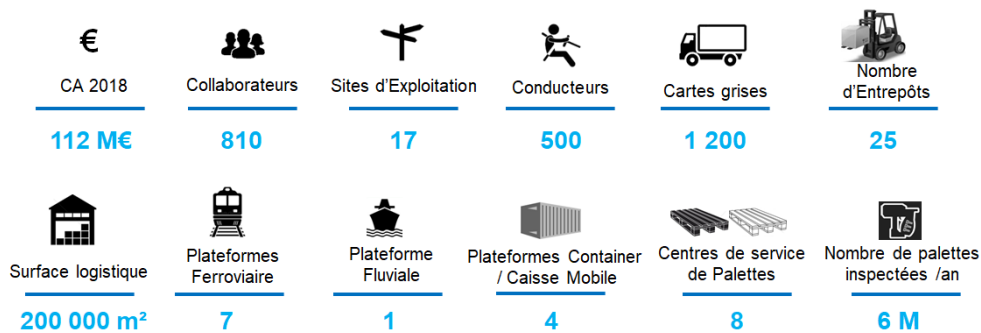 €
CA 2018
Collaborateurs
Sites d'Exploitation
Conducteurs
Cartes grises
Nombre
d'Entrepôts
112 M€
810
17
500
1 200
25
Surface logistique
Plateformes
Ferroviaire
Plateforme
Fluviale
Plateformes Container
/ Caisse Mobile
Centres de service
de Palettes
Nombre de palettes
inspectées /an
200 000 m²
7
1
4
8
6 M